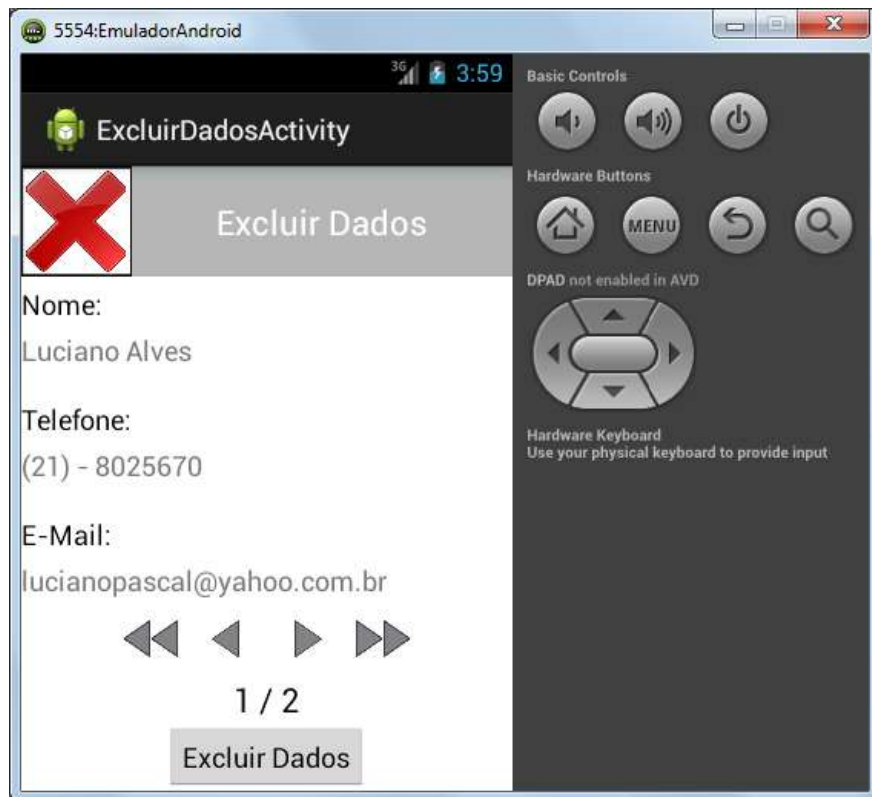 5554:EmuladorAndroid
3G 3:59
ExcluirDadosActivity
Excluir Dados
Nome:
Luciano Alves
Telefone:
(21) - 8025670
E-Mail:
lucianopascal@yahoo.com.br
1 / 2
Excluir Dados
Basic Controls
Hardware Buttons
MENU
DPAD not enabled in AVD
Hardware Keyboard
Use your physical keyboard to provide input